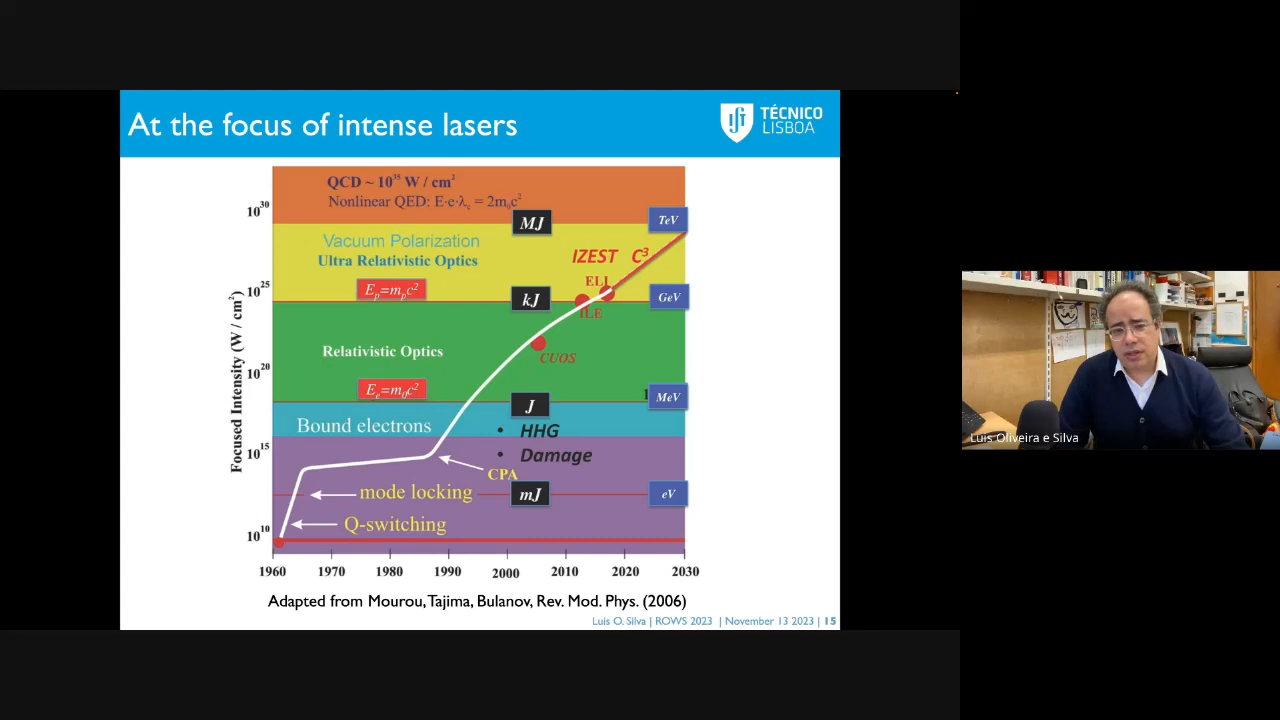 At the focus of intense lasers
TÉCNICO
LISBOA
Focused Intensity (W / cm²)
10³⁰
10²⁵
10²⁰
10¹⁵
10¹⁰
QCD ~ 10³⁵ W / cm²
Nonlinear QED: E·e·λc = 2m₀c²
MJ
TeV
Vacuum Polarization
Ultra Relativistic Optics
IZEST C³
ELI
Eₚ=mₚc²
kJ
GeV
ILE
Relativistic Optics
CUOS
Eₑ=m₀c²
J
MeV
Bound electrons
• HHG
• Damage
CPA
mode locking
mJ
eV
Q-switching
1960 1970 1980 1990 2000 2010 2020 2030
Adapted from Mourou, Tajima, Bulanov, Rev. Mod. Phys. (2006)
Luis O. Silva | ROWS 2023 | November 13 2023 | 15
Luis Oliveira e Silva